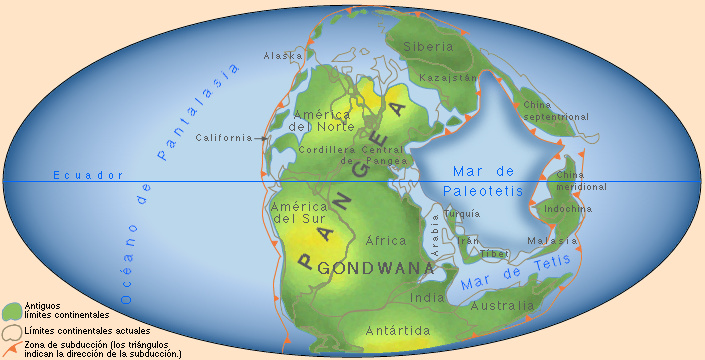 Siberia
Alaska
Kazajstán
China
septentrional
América
del Norte
California
Cordillera Central
de Pangea
PANGEA
Océano de Pantalasia
Ecuador
Mar de
Paleotetis
China
meridional
América
del Sur
Indochina
Turquía
Arabia
África
Irán
Malasia
Tíbet
GONDWANA
Mar de Tetis
India
Australia
Antártida
Antiguos
límites continentales
Límites continentales actuales
Zona de subducción (los triángulos
indican la dirección de la subducción.)